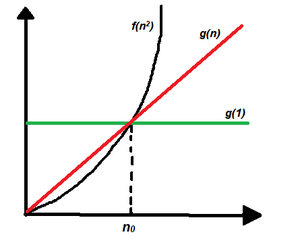 f(n²)
g(n)
g(1)
n₀